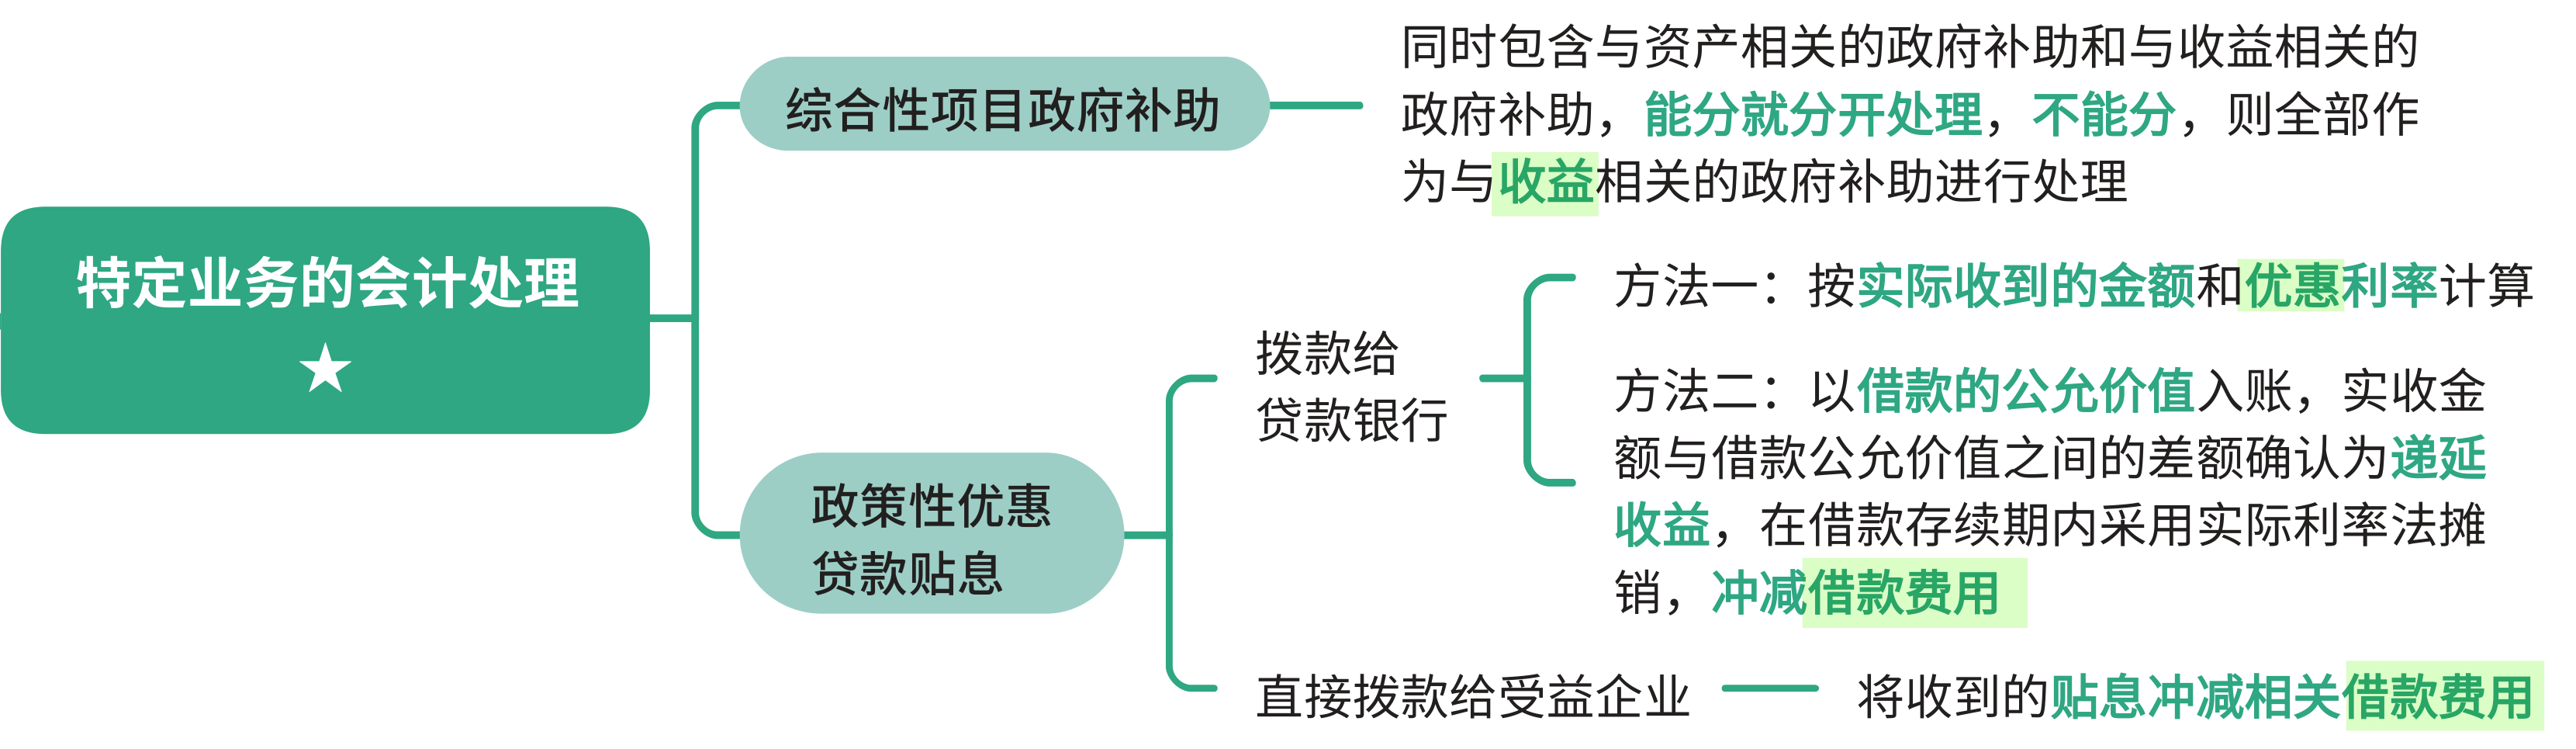 特定业务的会计处理
★
综合性项目政府补助
同时包含与资产相关的政府补助和与收益相关的
政府补助，能分就分开处理，不能分，则全部作
为与收益相关的政府补助进行处理
政策性优惠
贷款贴息
拨款给
贷款银行
方法一：按实际收到的金额和优惠利率计算
方法二：以借款的公允价值入账，实收金
额与借款公允价值之间的差额确认为递延
收益，在借款存续期内采用实际利率法摊
销，冲减借款费用
直接拨款给受益企业
将收到的贴息冲减相关借款费用